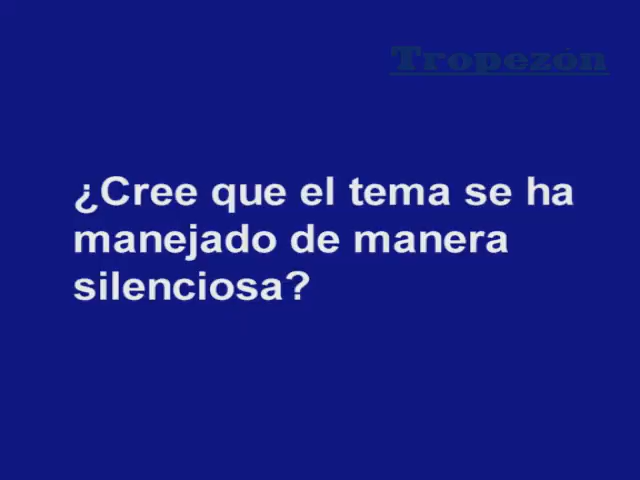 Tropezón
¿Cree que el tema se ha
manejado de manera
silenciosa?